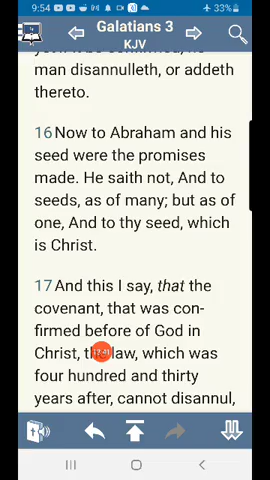 9:54
33%
Galatians 3
KJV
man disannulleth, or addeth
thereto.
16 Now to Abraham and his
seed were the promises
made. He saith not, And to
seeds, as of many; but as of
one, And to thy seed, which
is Christ.
17 And this I say, that the
covenant, that was con-
firmed before of God in
Christ, the law, which was
four hundred and thirty
years after, cannot disannul,